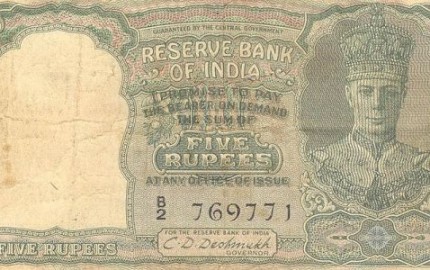 GUARANTEED BY THE CENTRAL GOVERNMENT
RESERVE BANK
OF INDIA
I PROMISE TO PAY
THE BEARER ON DEMAND
THE SUM OF
FIVE
RUPEES
AT ANY OFFICE OF ISSUE
B/2 769771
FOR THE RESERVE BANK OF INDIA
C. D. Deshmukh
GOVERNOR
FIVE RUPEES